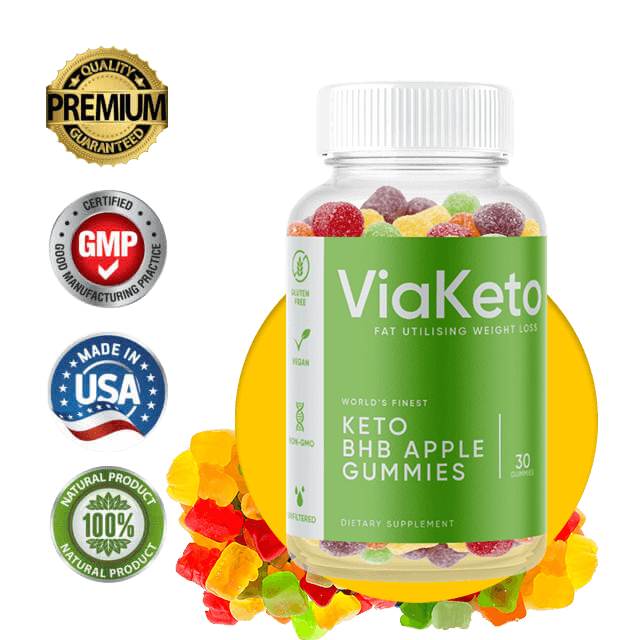 QUALITY
PREMIUM
GUARANTEED
CERTIFIED
GMP
GOOD MANUFACTURING PRACTICE
MADE IN
USA
NATURAL PRODUCT
100%
NATURAL PRODUCT
GLUTEN
FREE
VEGAN
NON-GMO
UNFILTERED
ViaKeto
FAT UTILISING WEIGHT LOSS
WORLD'S FINEST
KETO
BHB APPLE
GUMMIES
30
GUMMIES
DIETARY SUPPLEMENT